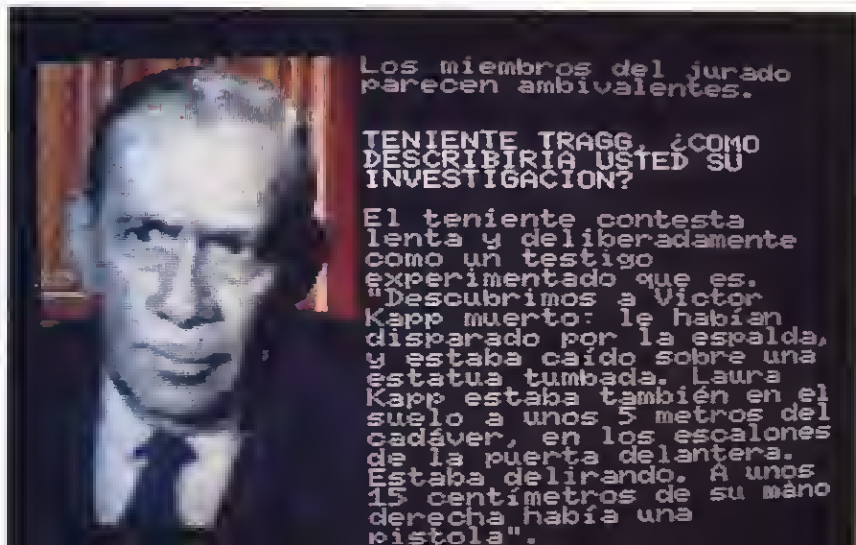 Los miembros del jurado
parecen ambivalentes.
TENIENTE TRAGG, ¿COMO
DESCRIBIRIA USTED SU
INVESTIGACION?
El teniente contesta
lenta y deliberadamente
como un testigo
experimentado que es.
"Descubrimos a Victor
Kapp muerto: le habían
disparado por la espalda,
y estaba caído sobre una
estatua tumbada. Laura
Kapp estaba también en el
suelo a unos 5 metros del
cadáver, en los escalones
de la puerta delantera.
Estaba delirando. A unos
15 centímetros de su mano
derecha había una
pistola".